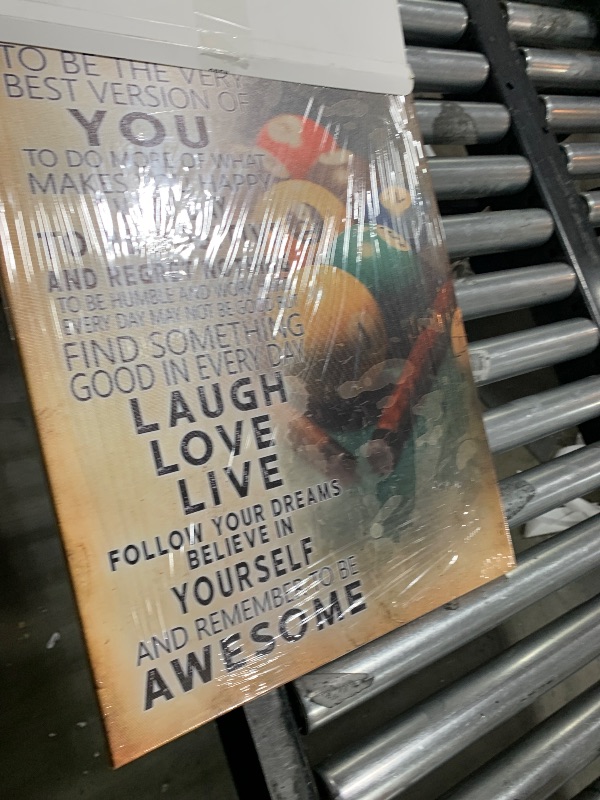 TO BE THE VERY
BEST VERSION OF
YOU
TO DO MORE OF WHAT
MAKES YOU HAPPY
TO
AND REGRET NOTHING
TO BE HUMBLE AND WORK
EVERY DAY MAY NOT BE GOOD BUT
FIND SOMETHING
GOOD IN EVERY DAY
LAUGH
LOVE
LIVE
FOLLOW YOUR DREAMS
BELIEVE IN
YOURSELF
AND REMEMBER TO BE
AWESOME